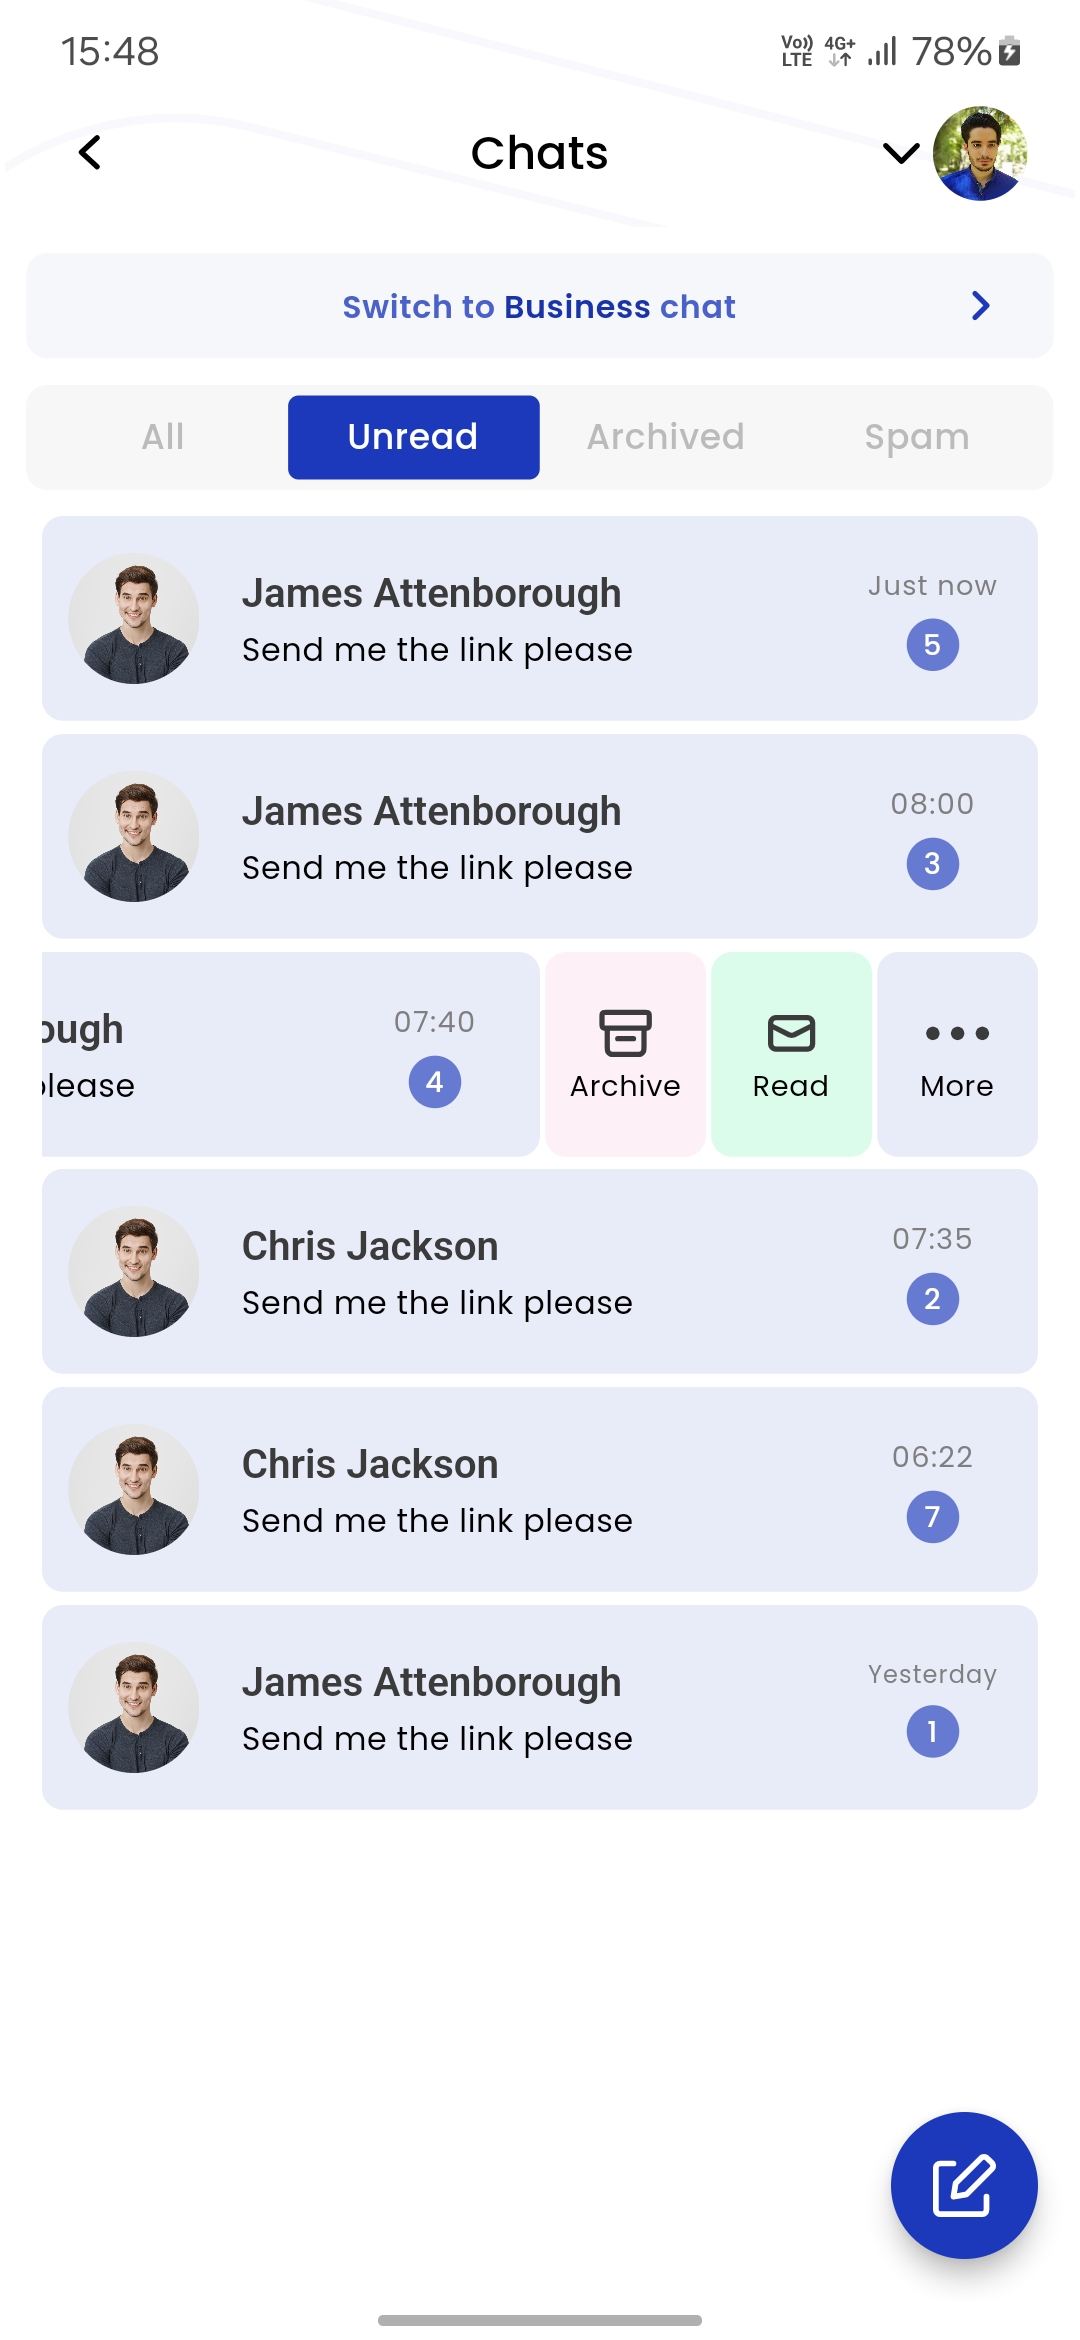 15:48
Vo)) LTE 4G+ 78%
Chats
Switch to Business chat
All Unread Archived Spam
James Attenborough Just now
Send me the link please 5
James Attenborough 08:00
Send me the link please 3
ough 07:40
please 4 Archive Read More
Chris Jackson 07:35
Send me the link please 2
Chris Jackson 06:22
Send me the link please 7
James Attenborough Yesterday
Send me the link please 1